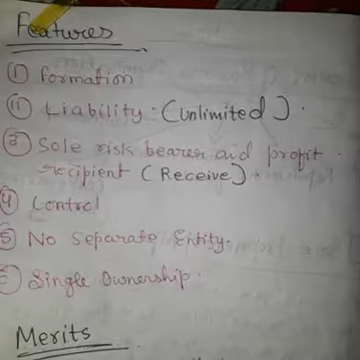 Features
① Formation
⑪ Liability : (Unlimited).
③ Sole risk bearer and profit
recipient (Receive).
④ Control
⑤ No Separate Entity.
⑥ Single Ownership.
Merits